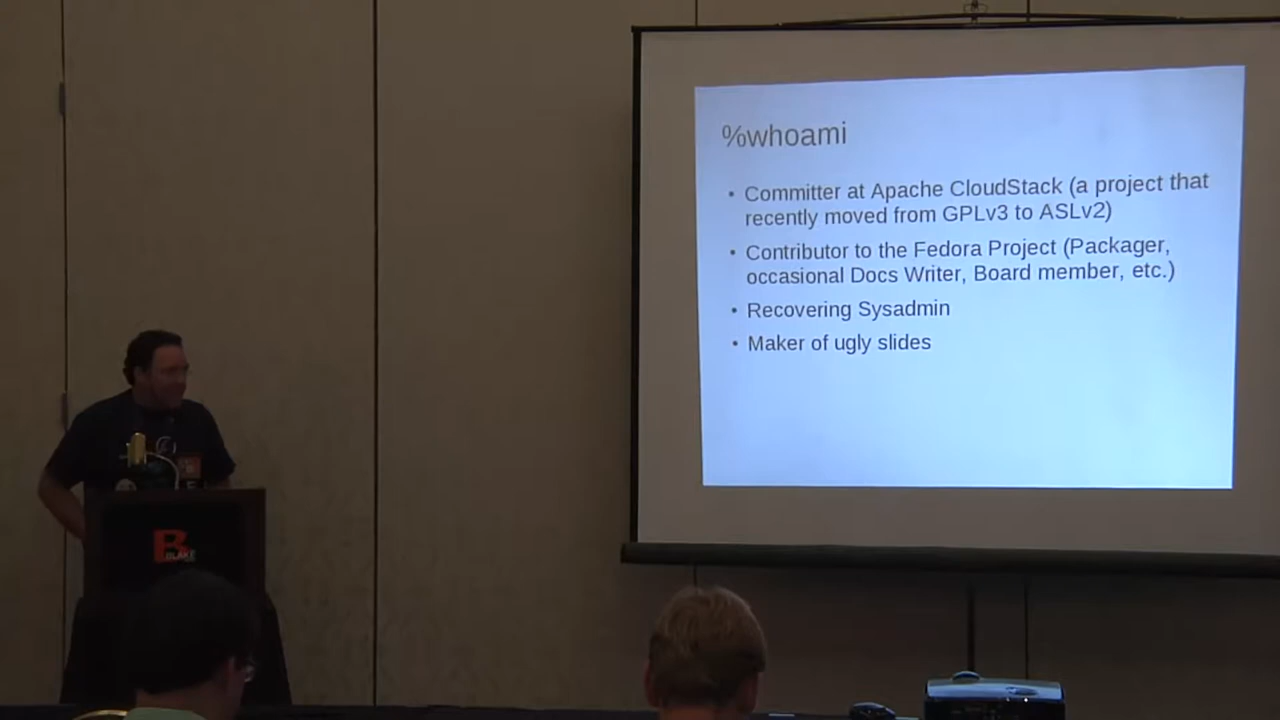 %whoami
• Committer at Apache CloudStack (a project that
recently moved from GPLv3 to ASLv2)
• Contributor to the Fedora Project (Packager,
occasional Docs Writer, Board member, etc.)
• Recovering Sysadmin
• Maker of ugly slides
B
BLAKE